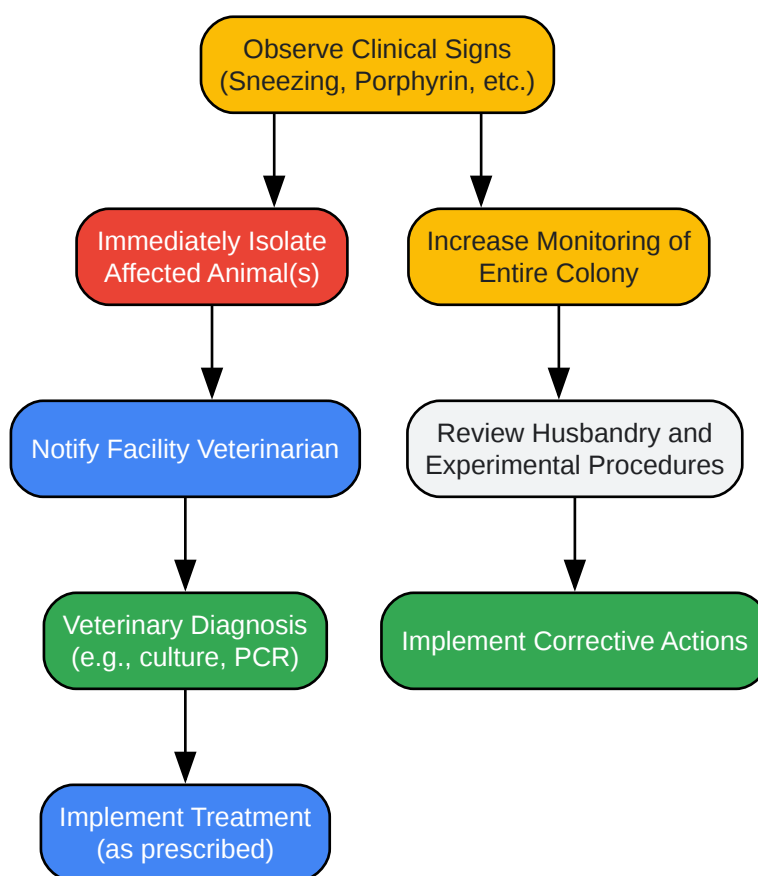 Observe Clinical Signs
(Sneezing, Porphyrin, etc.)
Immediately Isolate
Affected Animal(s)
Increase Monitoring of
Entire Colony
Notify Facility Veterinarian
Review Husbandry and
Experimental Procedures
Veterinary Diagnosis
(e.g., culture, PCR)
Implement Corrective Actions
Implement Treatment
(as prescribed)